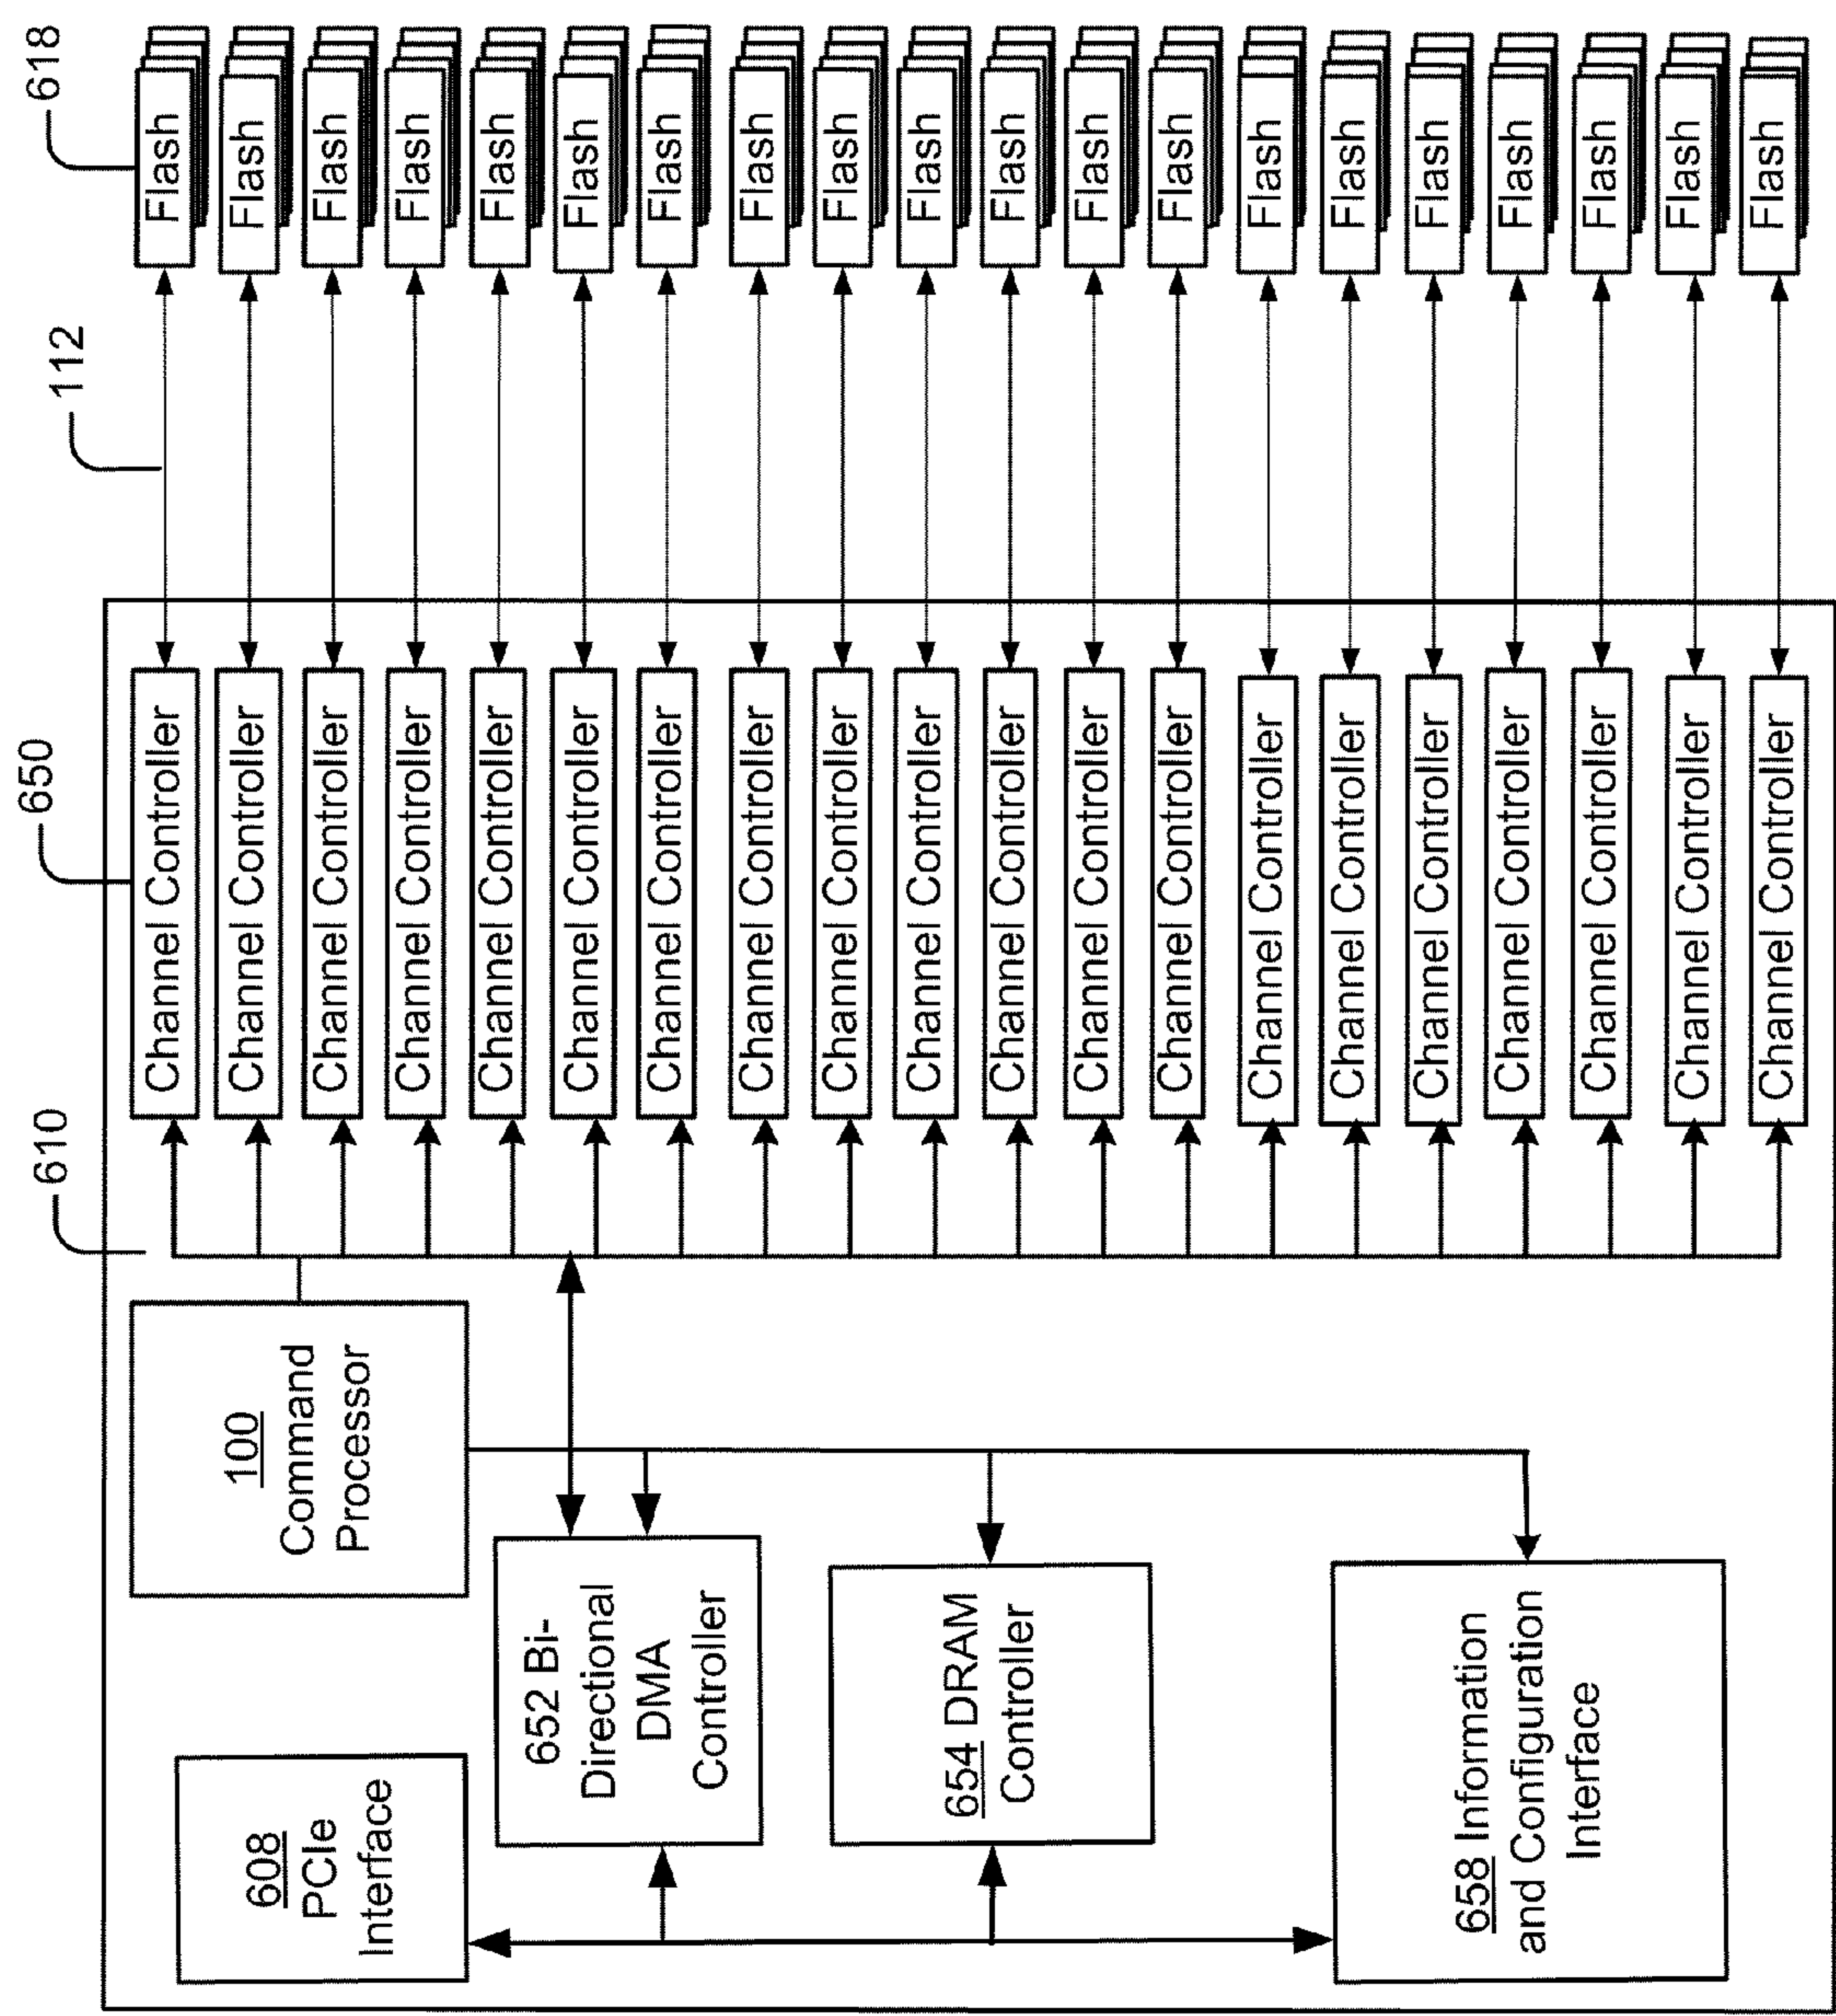 610
650
112
618
608
PCIe
Interface
100
Command
Processor
652 Bi-
Directional
DMA
Controller
654 DRAM
Controller
658 Information
and Configuration
Interface
Channel Controller
Flash
Channel Controller
Flash
Channel Controller
Flash
Channel Controller
Flash
Channel Controller
Flash
Channel Controller
Flash
Channel Controller
Flash
Channel Controller
Flash
Channel Controller
Flash
Channel Controller
Flash
Channel Controller
Flash
Channel Controller
Flash
Channel Controller
Flash
Channel Controller
Flash
Channel Controller
Flash
Channel Controller
Flash
Channel Controller
Flash
Channel Controller
Flash
Channel Controller
Flash
Channel Controller
Flash